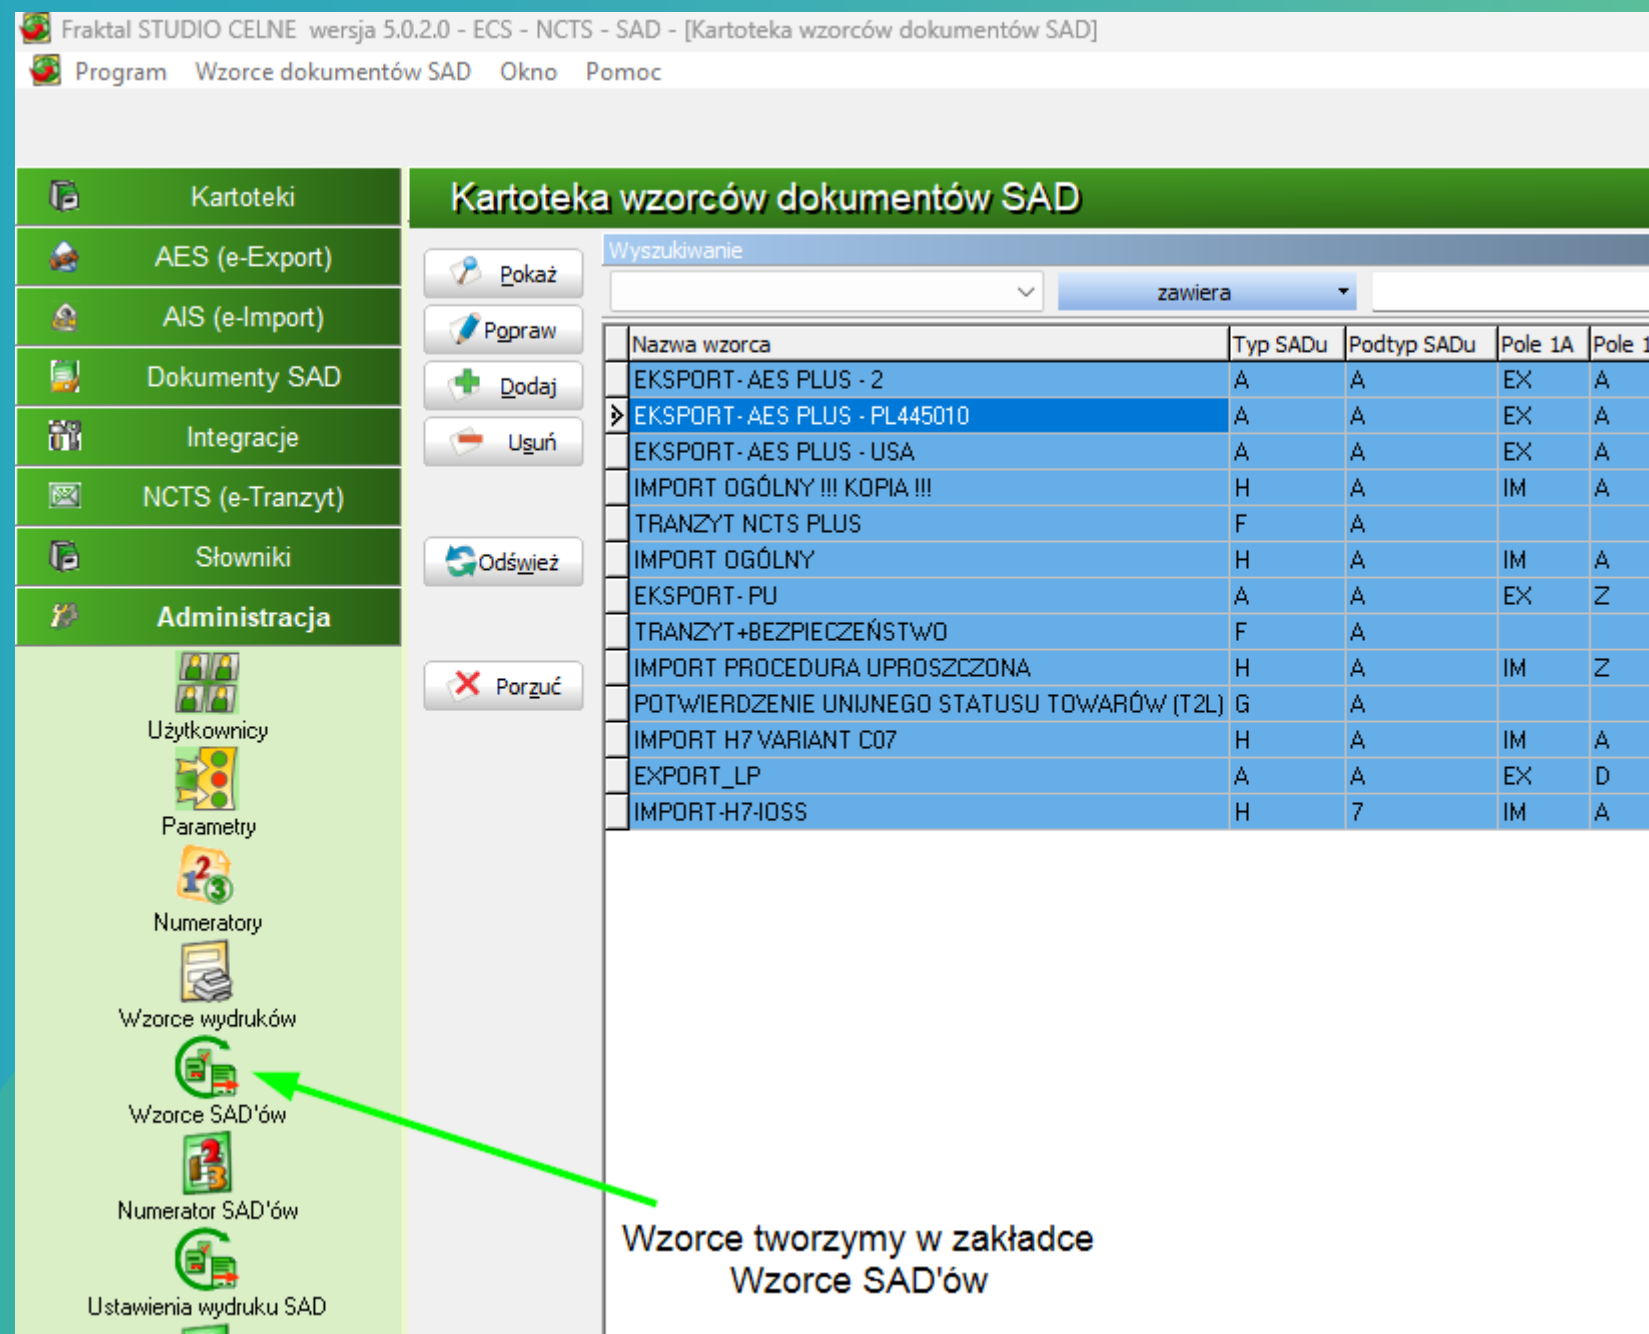 Fraktal STUDIO CELNE  wersja 5.0.2.0 - ECS - NCTS - SAD - [Kartoteka wzorców dokumentów SAD]
Program Wzorce dokumentów SAD Okno Pomoc
Kartoteki
AES (e-Export)
AIS (e-Import)
Dokumenty SAD
Integracje
NCTS (e-Tranzyt)
Słowniki
Administracja
Użytkownicy
Parametry
Numeratory
Wzorce wydruków
Wzorce SAD'ów
Numerator SAD'ów
Ustawienia wydruku SAD
Kartoteka wzorców dokumentów SAD
Pokaż
Popraw
Dodaj
Usuń
Odśwież
Porzuć
Wyszukiwanie
zawiera
Nazwa wzorca Typ SADu Podtyp SADu Pole 1A Pole 1
EKSPORT- AES PLUS - 2 A A EX A
EKSPORT- AES PLUS - PL445010 A A EX A
EKSPORT- AES PLUS - USA A A EX A
IMPORT OGÓLNY !!! KOPIA !!! H A IM A
TRANZYT NCTS PLUS F A
IMPORT OGÓLNY H A IM A
EKSPORT- PU A A EX Z
TRANZYT+BEZPIECZEŃSTWO F A
IMPORT PROCEDURA UPROSZCZONA H A IM Z
POTWIERDZENIE UNIJNEGO STATUSU TOWARÓW (T2L) G A
IMPORT H7 VARIANT C07 H A IM A
EXPORT_LP A A EX D
IMPORT-H7-IOSS H 7 IM A
Wzorce tworzymy w zakładce
Wzorce SAD'ów